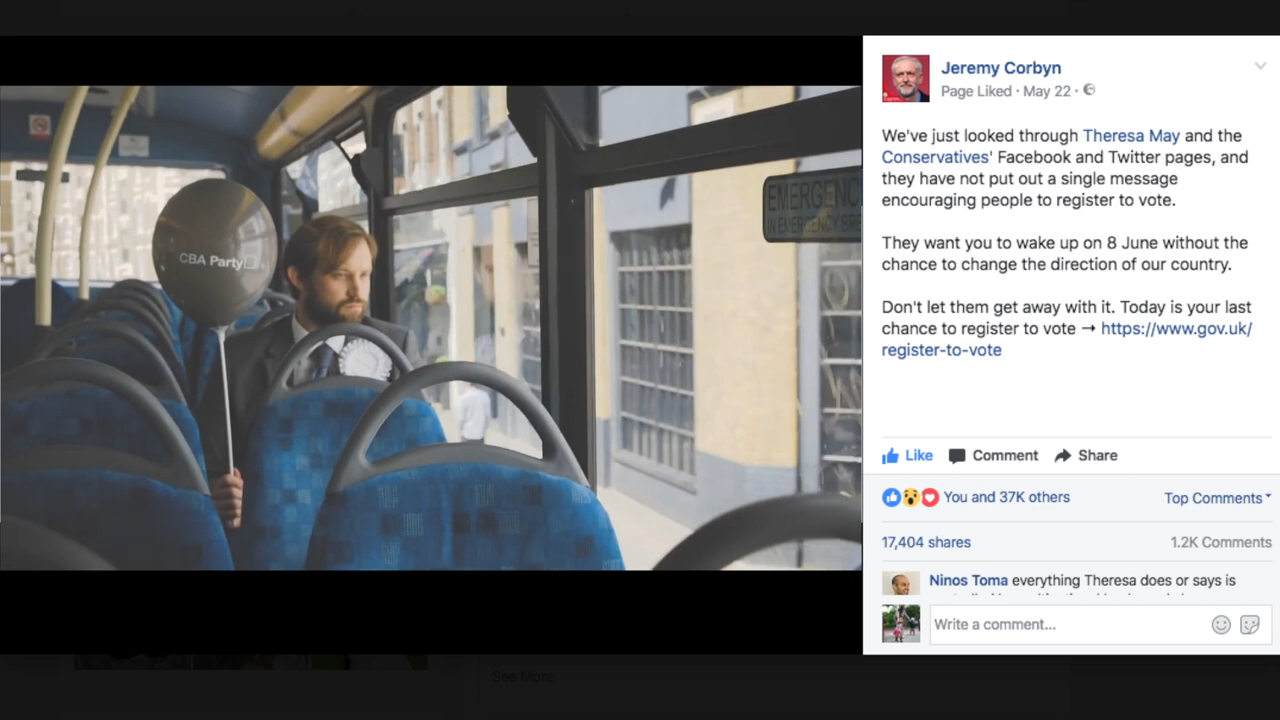 CBA Party
EMERGENC
IN EMERGENCY BR
Jeremy Corbyn
Page Liked · May 22 ·
We've just looked through Theresa May and the
Conservatives' Facebook and Twitter pages, and
they have not put out a single message
encouraging people to register to vote.
They want you to wake up on 8 June without the
chance to change the direction of our country.
Don't let them get away with it. Today is your last
chance to register to vote → https://www.gov.uk/
register-to-vote
Like Comment Share
You and 37K others Top Comments
17,404 shares 1.2K Comments
Ninos Toma everything Theresa does or says is
Write a comment...
See More